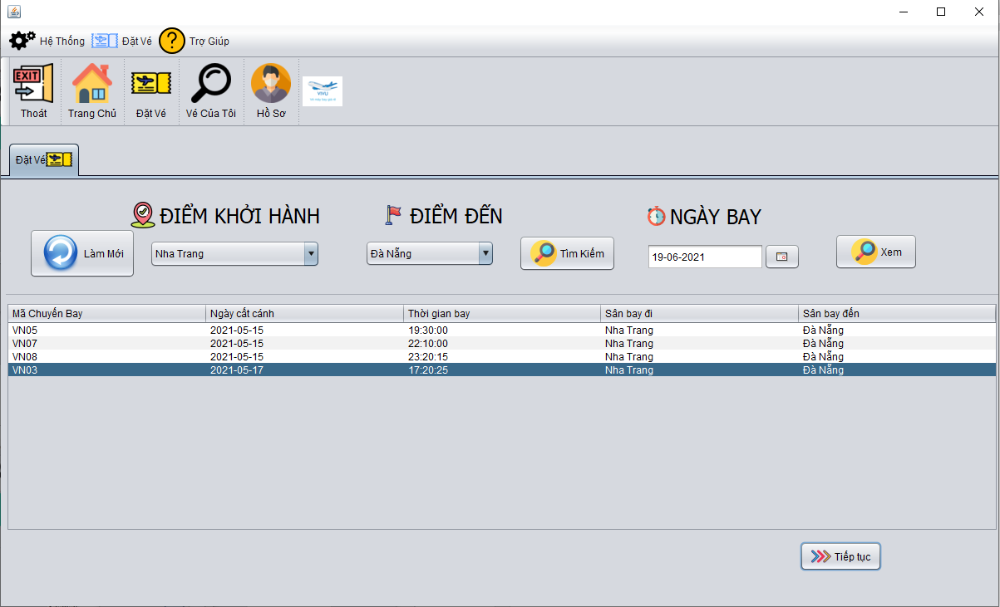 Hệ Thống Đặt Vé ? Trợ Giúp
EXIT
Thoát Trang Chủ Đặt Vé Vé Của Tôi Hồ Sơ
VIVU
Đặt Vé
ĐIỂM KHỞI HÀNH ĐIỂM ĐẾN NGÀY BAY
Làm Mới Nha Trang Đà Nẵng Tìm Kiếm 19-06-2021 Xem
Mã Chuyến Bay Ngày cất cánh Thời gian bay Sân bay đi Sân bay đến
VN05 2021-05-15 19:30:00 Nha Trang Đà Nẵng
VN07 2021-05-15 22:10:00 Nha Trang Đà Nẵng
VN08 2021-05-15 23:20:15 Nha Trang Đà Nẵng
VN03 2021-05-17 17:20:25 Nha Trang Đà Nẵng
Tiếp tục